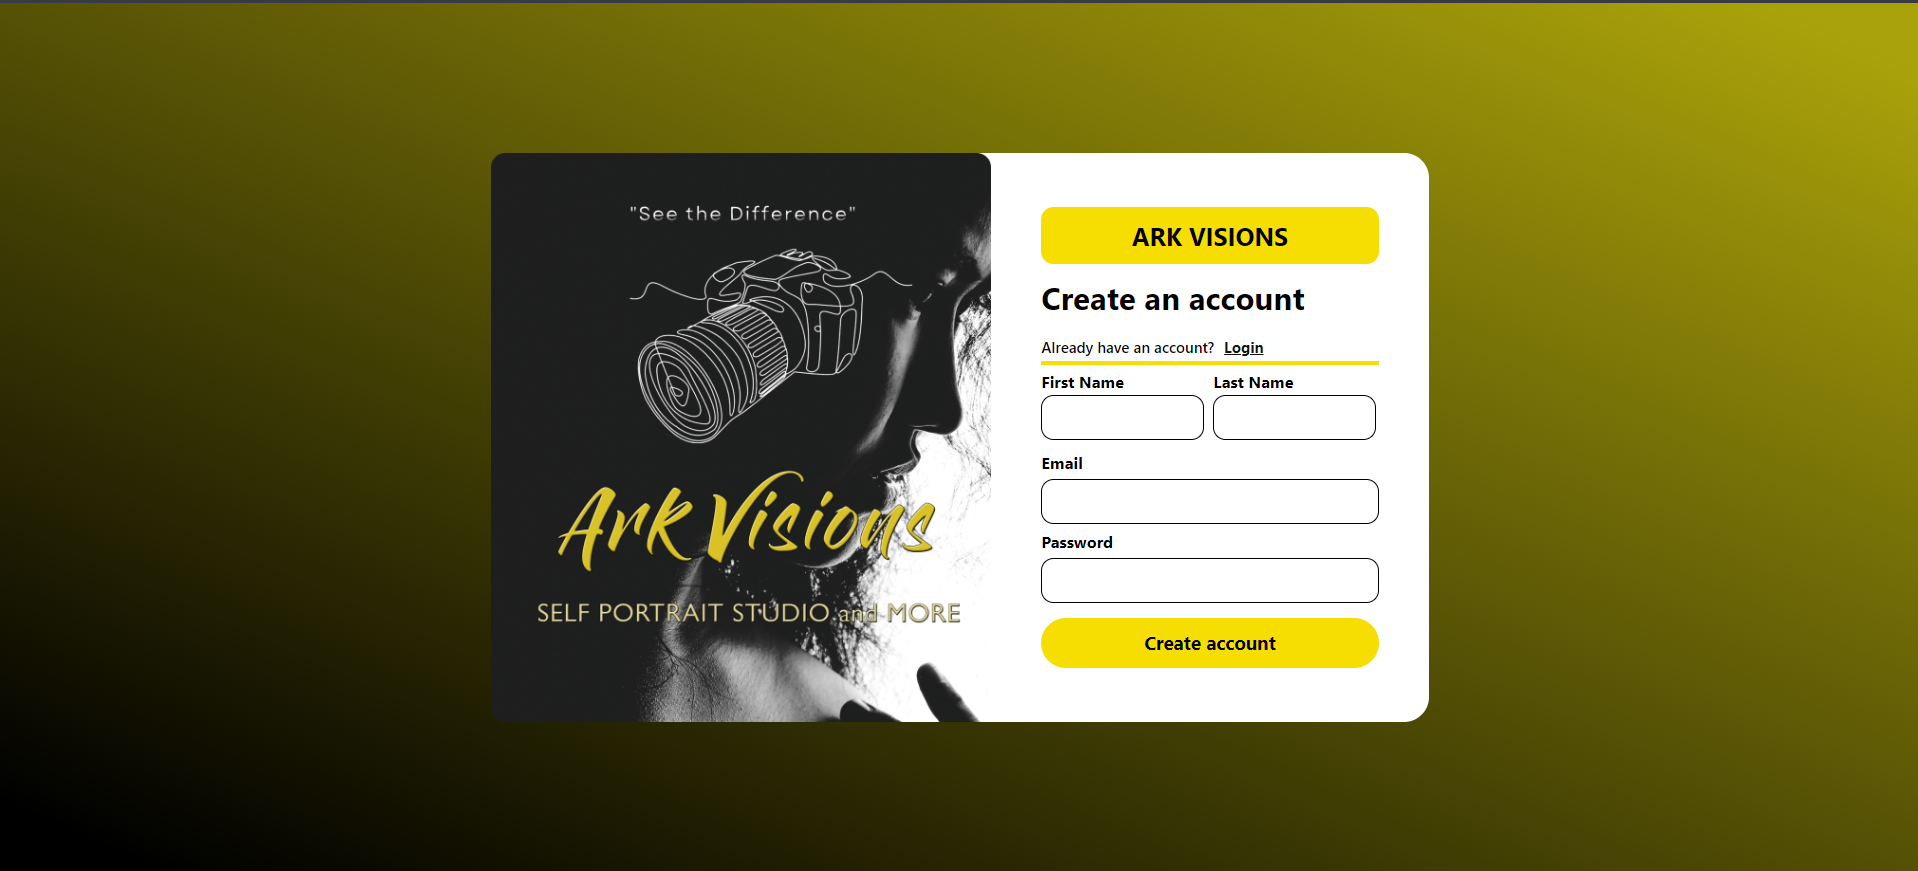 "See the Difference"
Ark Visions
SELF PORTRAIT STUDIO and MORE
ARK VISIONS
Create an account
Already have an account? Login
First Name Last Name
Email
Password
Create account